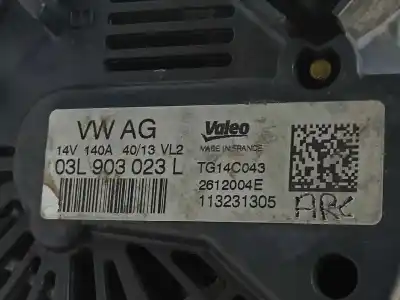 VW AG
Valeo
MADE IN FRANCE
14V 140A 40/13 VL2
03L 903 023 L
TG14C043
2612004E
113231305
ARC